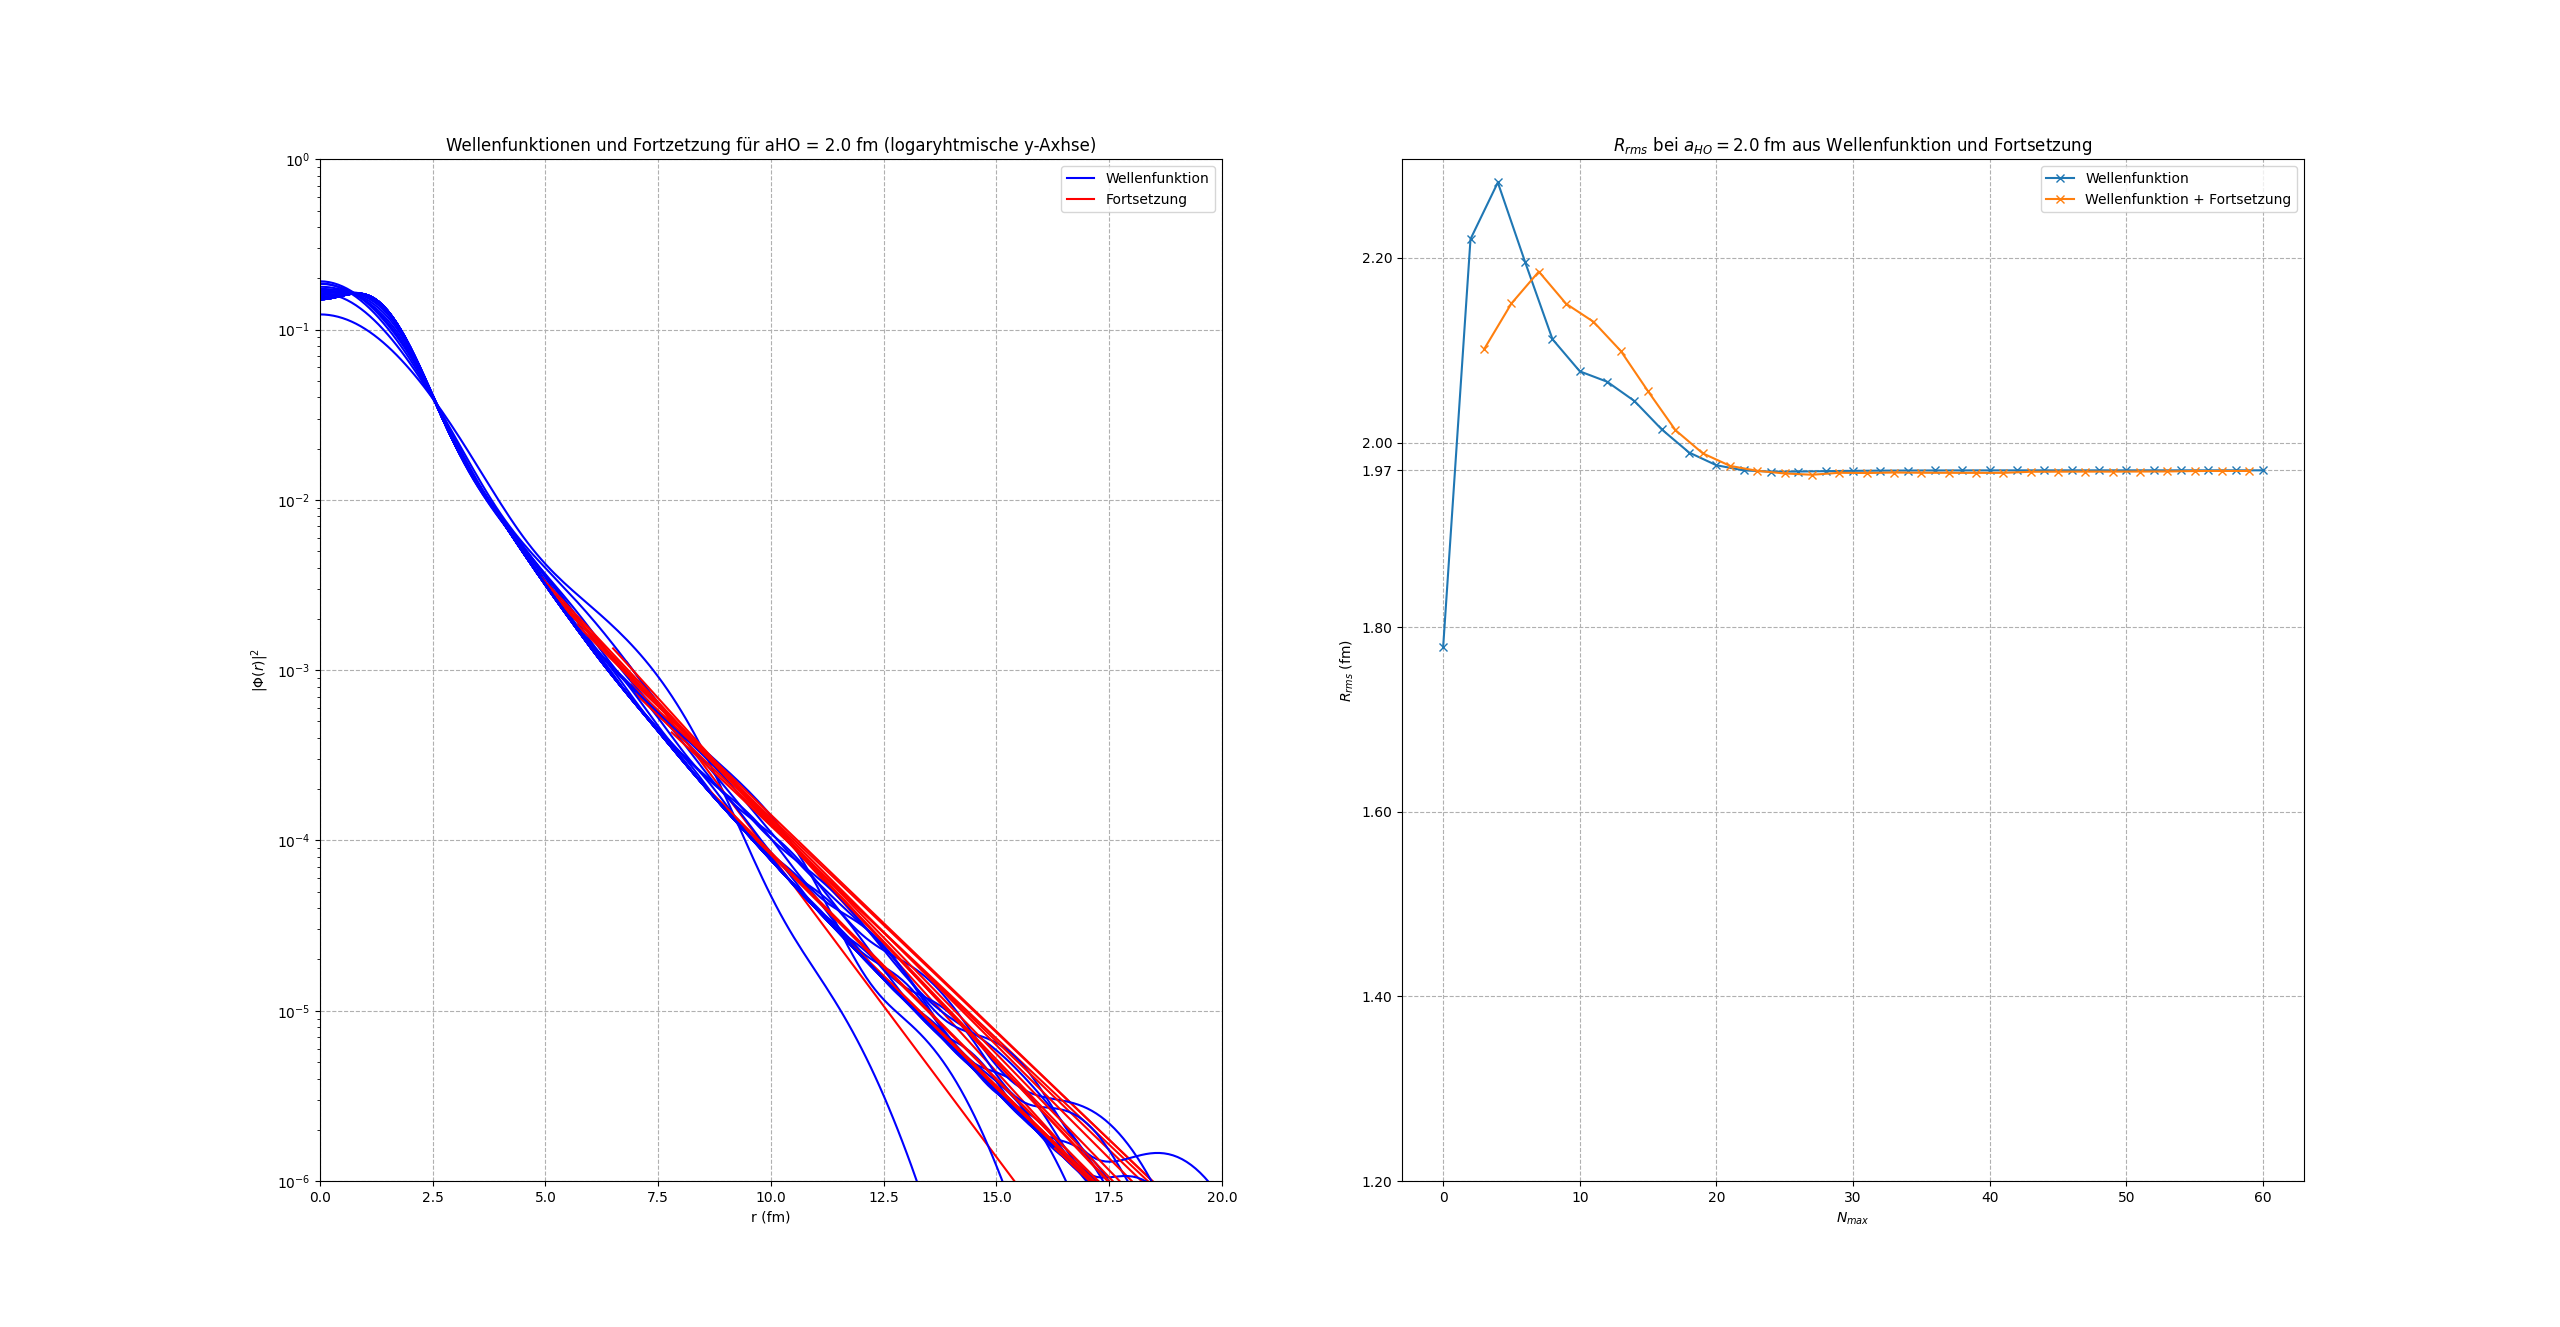 Wellenfunktionen und Fortzetzung für aHO = 2.0 fm (logaryhtmische y-Axhse)
Wellenfunktion
Fortsetzung
|Φ(r)|²
10⁰
10⁻¹
10⁻²
10⁻³
10⁻⁴
10⁻⁵
10⁻⁶
0.0 2.5 5.0 7.5 10.0 12.5 15.0 17.5 20.0
r (fm)
R_rms bei a_HO = 2.0 fm aus Wellenfunktion und Fortsetzung
Wellenfunktion
Wellenfunktion + Fortsetzung
R_rms (fm)
2.20
2.00
1.97
1.80
1.60
1.40
1.20
0 10 20 30 40 50 60
N_max